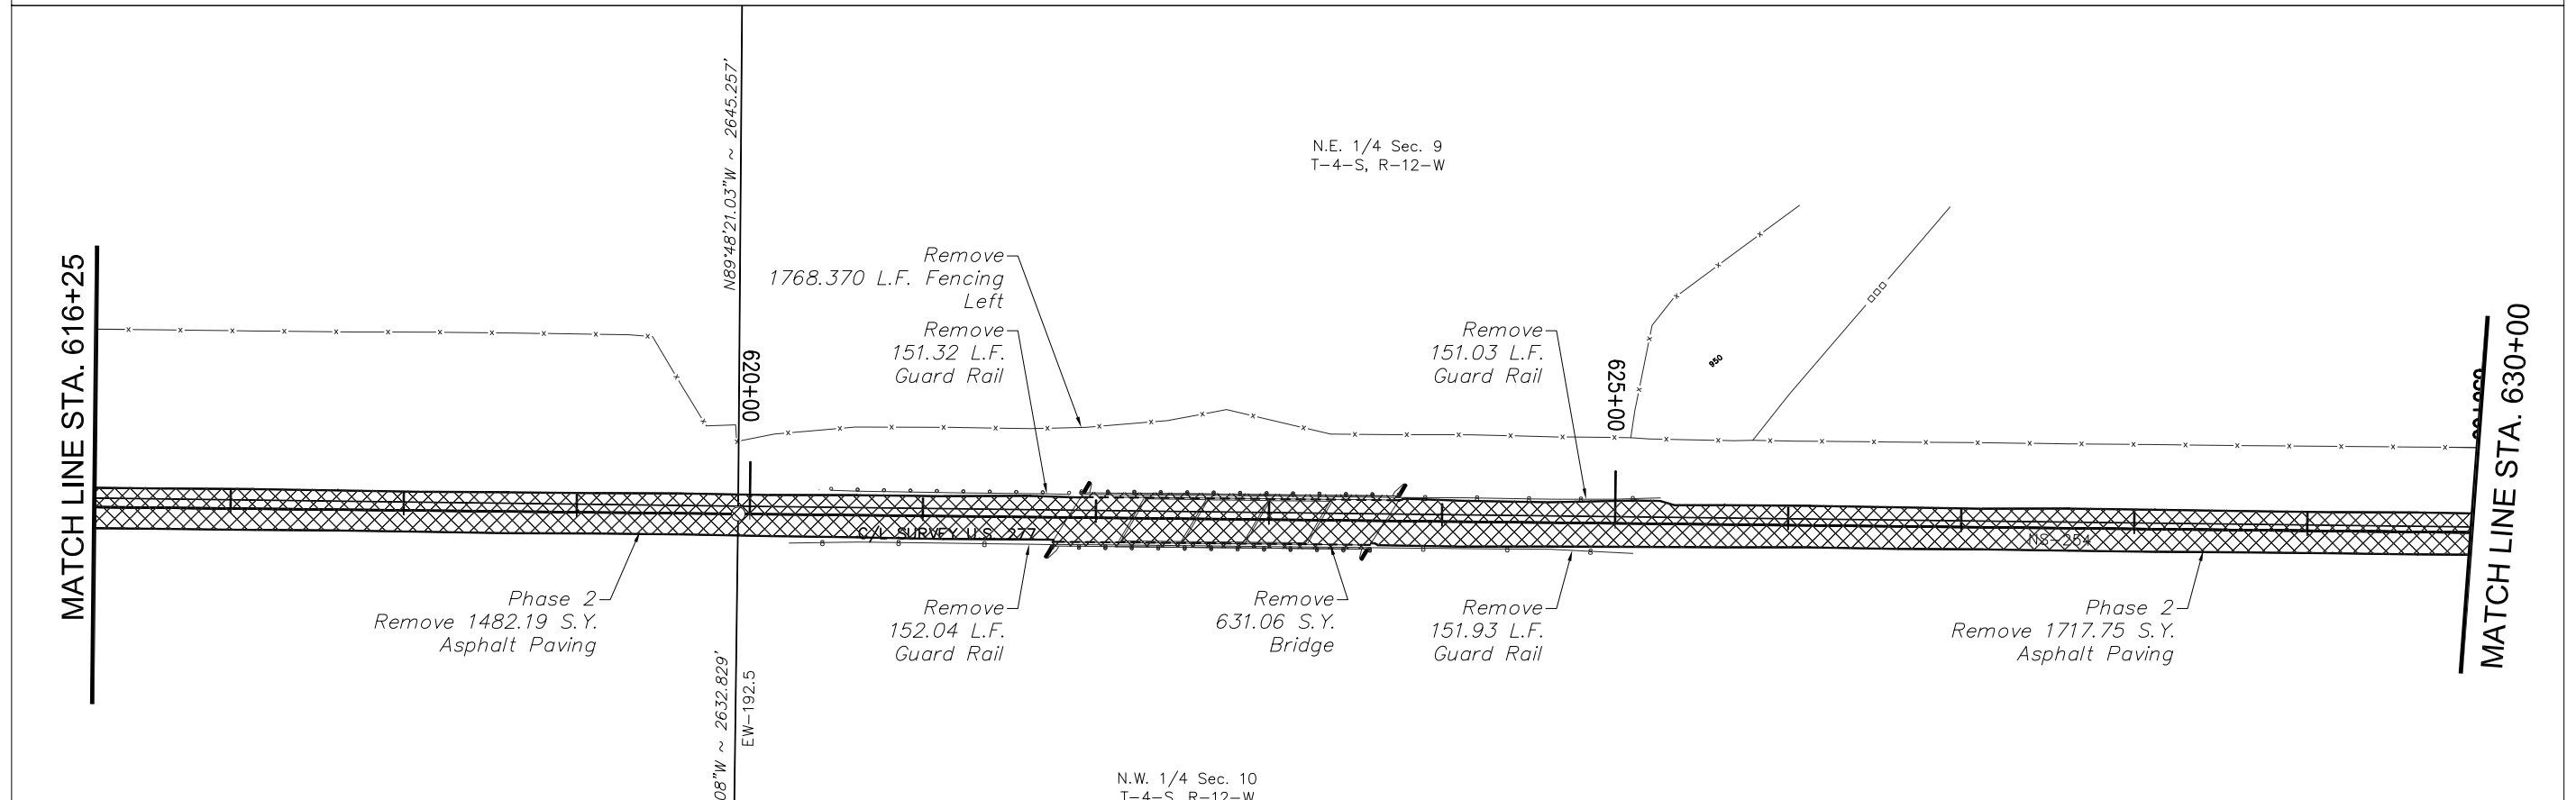 MATCH LINE STA. 616+25
N89°48'21.03"W ~ 2645.257'
N.E. 1/4 Sec. 9
T-4-S, R-12-W
Remove
1768.370 L.F. Fencing
Left
Remove
151.32 L.F.
Guard Rail
Remove
151.03 L.F.
Guard Rail
620+00
625+00
950
MATCH LINE STA. 630+00
C/L SURVEY U.S. 277
NS-254
Phase 2
Remove 1482.19 S.Y.
Asphalt Paving
Remove
152.04 L.F.
Guard Rail
Remove
631.06 S.Y.
Bridge
Remove
151.93 L.F.
Guard Rail
Phase 2
Remove 1717.75 S.Y.
Asphalt Paving
08"W ~ 2632.829'
EW-192.5
N.W. 1/4 Sec. 10
T-4-S, R-12-W